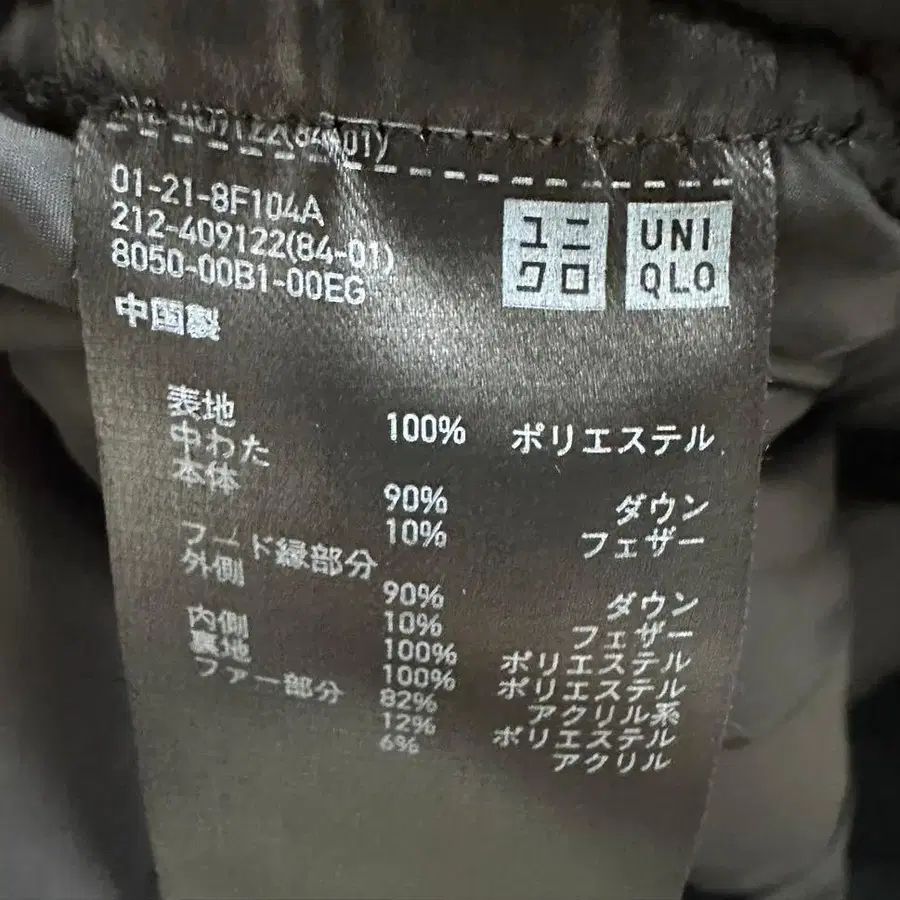 212-409122(84-01)
01-21-8F104A
212-409122(84-01)
8050-00B1-00EG
中国製
ユニ
クロ
UNI
QLO
表地 100% ポリエステル
中わた
本体 90% ダウン
10% フェザー
フード縁部分
外側 90% ダウン
10% フェザー
内側 100% ポリエステル
裏地 100% ポリエステル
ファー部分 82% アクリル系
12% ポリエステル
6% アクリル